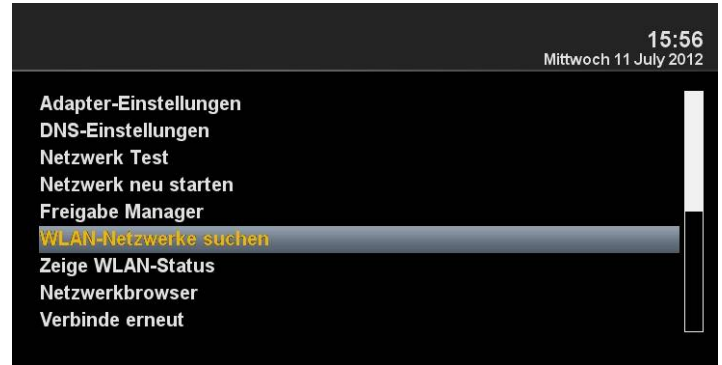 15:56
Mittwoch 11 July 2012
Adapter-Einstellungen
DNS-Einstellungen
Netzwerk Test
Netzwerk neu starten
Freigabe Manager
WLAN-Netzwerke suchen
Zeige WLAN-Status
Netzwerkbrowser
Verbinde erneut